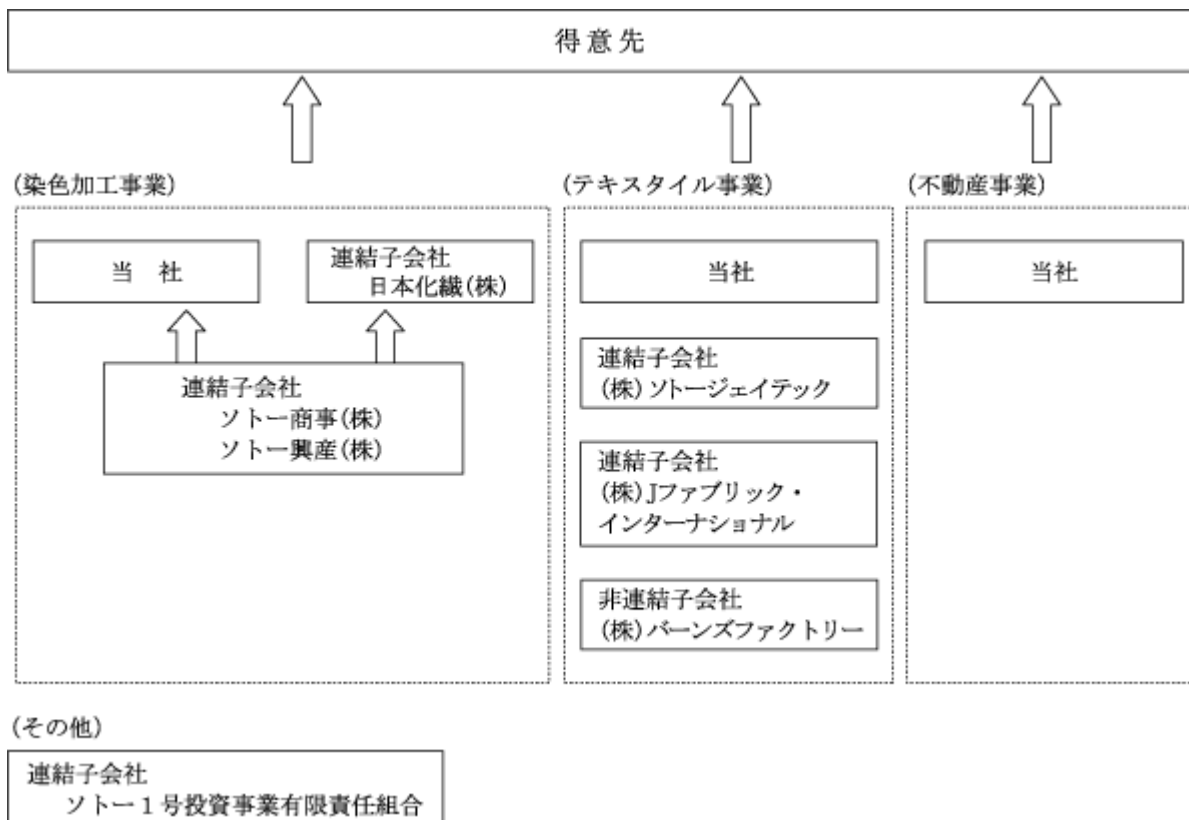 得意先
(染色加工事業)
(テキスタイル事業)
(不動産事業)
当 社
連結子会社
日本化繊(株)
連結子会社
ソトー商事(株)
ソトー興産(株)
当社
連結子会社
(株)ソトージェイテック
連結子会社
(株)Jファブリック・
インターナショナル
非連結子会社
(株)バーンズファクトリー
当社
(その他)
連結子会社
ソトー1号投資事業有限責任組合